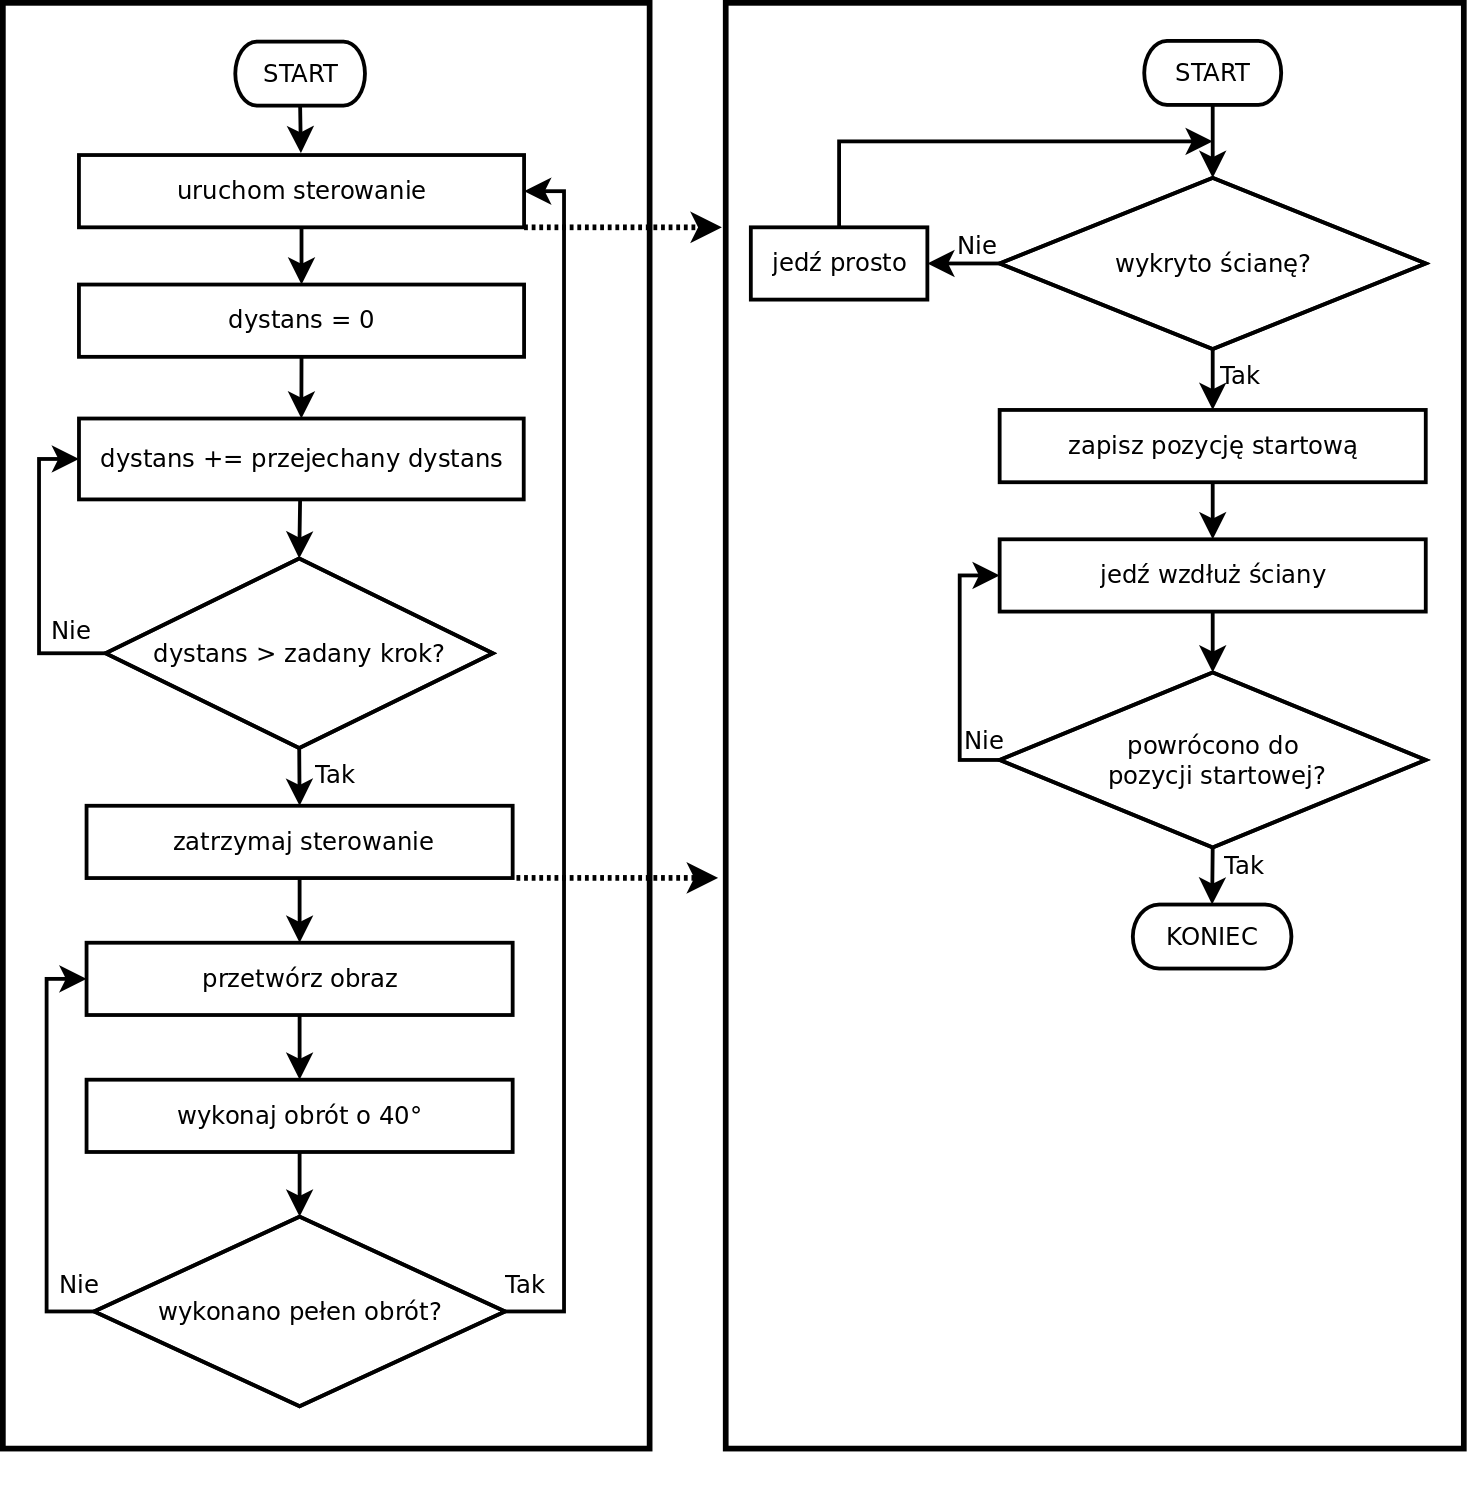 START
uruchom sterowanie
dystans = 0
dystans += przejechany dystans
dystans > zadany krok?
Nie
Tak
zatrzymaj sterowanie
przetwórz obraz
wykonaj obrót o 40°
wykonano pełen obrót?
Nie
Tak
START
wykryto ścianę?
Nie
jedź prosto
Tak
zapisz pozycję startową
jedź wzdłuż ściany
powrócono do
pozycji startowej?
Nie
Tak
KONIEC